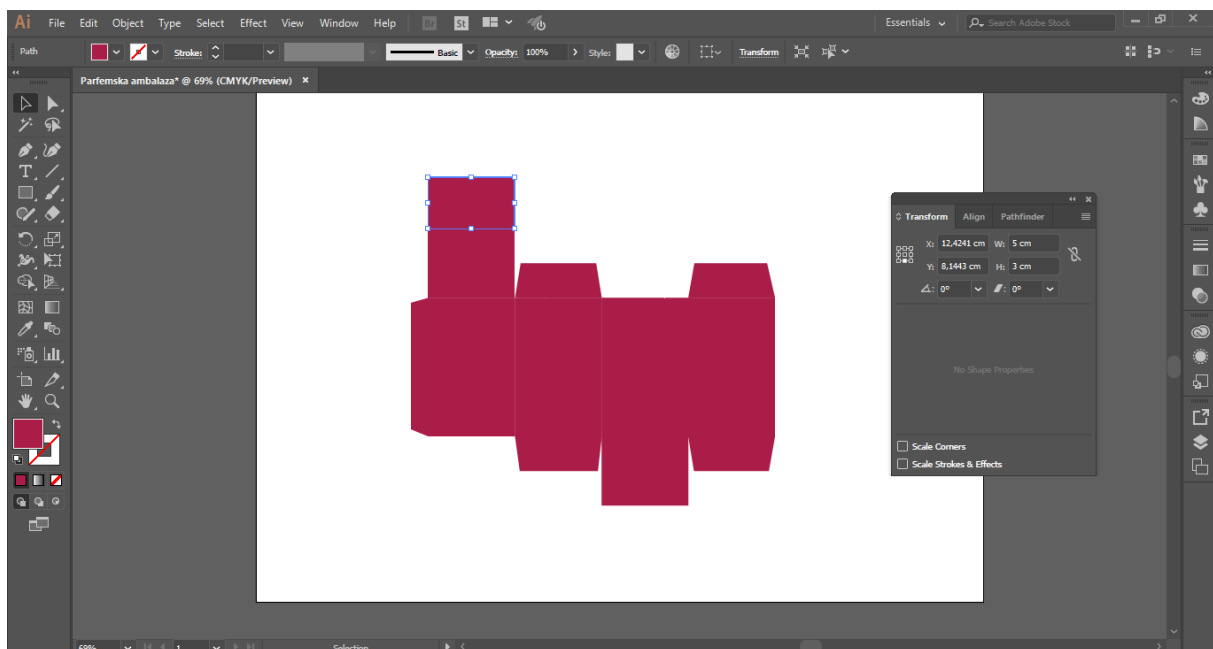 Ai File Edit Object Type Select Effect View Window Help Br St Essentials Search Adobe Stock
Path Stroke: Basic Opacity: 100% Style: Transform
Parfemska ambalaza* @ 69% (CMYK/Preview) ×
Transform Align Pathfinder
X: 12,4241 cm W: 5 cm
Y: 8,1443 cm H: 3 cm
0° 0°
No Shape Properties
Scale Corners
Scale Strokes & Effects
69% 1 Selection